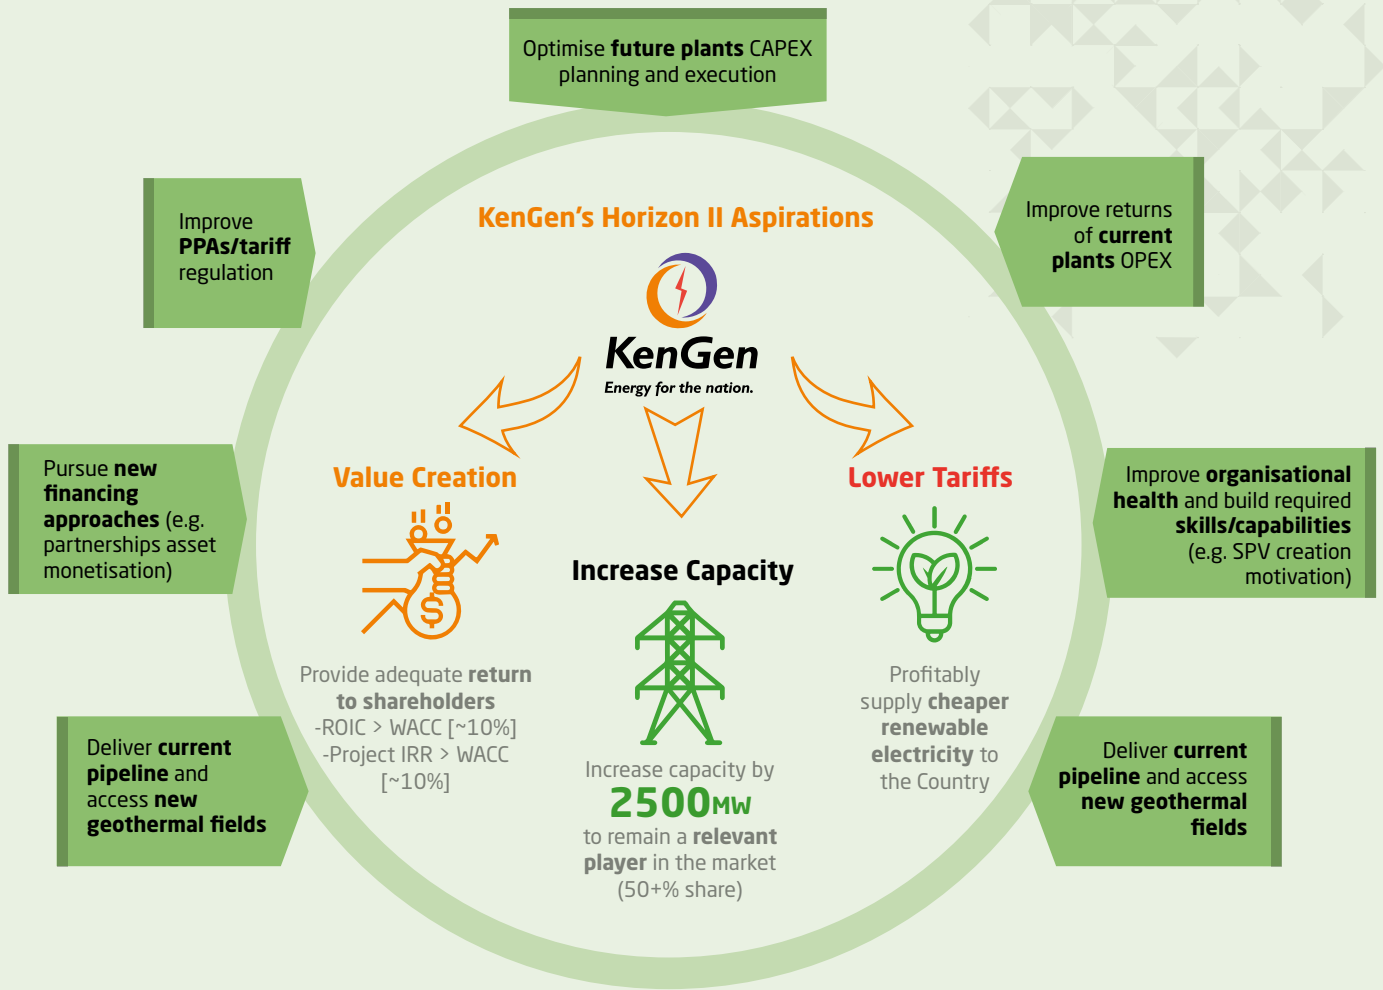 Optimise future plants CAPEX
planning and execution
Improve
PPAs/tariff
regulation
Improve returns
of current
plants OPEX
KenGen's Horizon II Aspirations
KenGen
Energy for the nation.
Pursue new
financing
approaches (e.g.
partnerships asset
monetisation)
Improve organisational
health and build required
skills/capabilities
(e.g. SPV creation
motivation)
Value Creation
$
Provide adequate return
to shareholders
-ROIC > WACC [~10%]
-Project IRR > WACC
[~10%]
Increase Capacity
Increase capacity by
2500MW
to remain a relevant
player in the market
(50+% share)
Lower Tariffs
Profitably
supply cheaper
renewable
electricity to
the Country
Deliver current
pipeline and
access new
geothermal fields
Deliver current
pipeline and access
new geothermal
fields